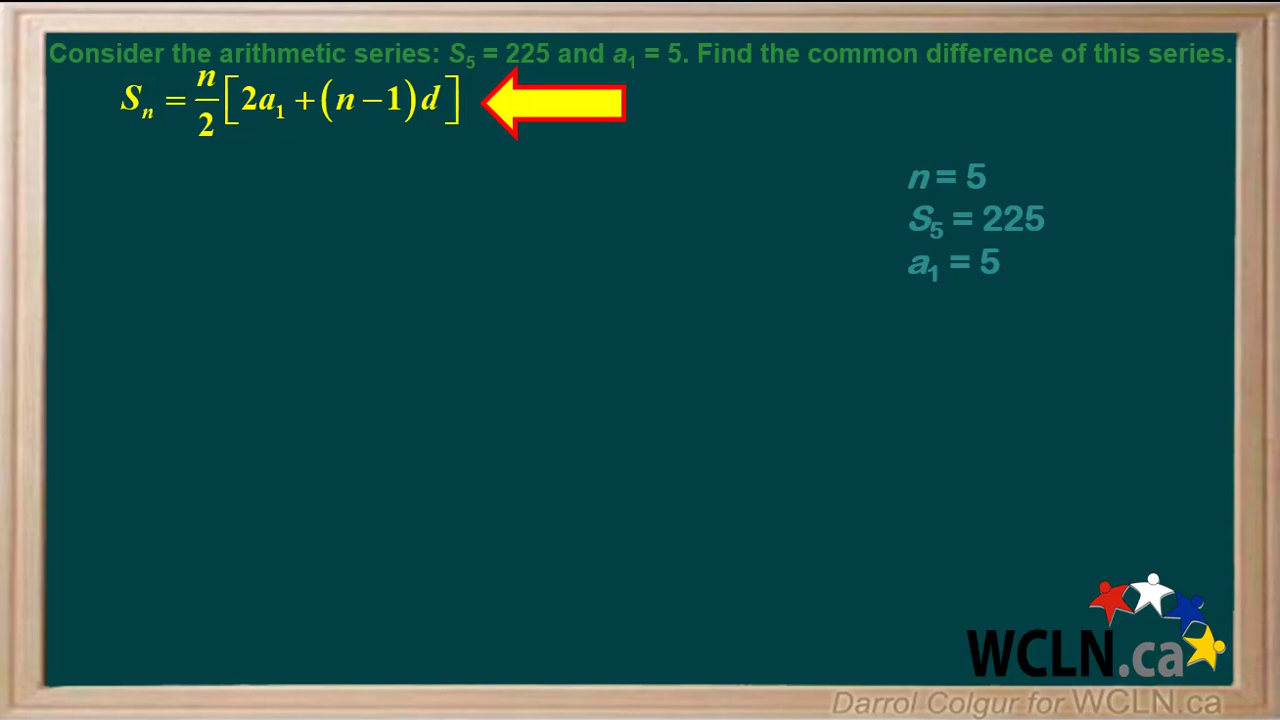 Consider the arithmetic series: S₅ = 225 and a₁ = 5. Find the common difference of this series.
Sₙ = n/2 [2a₁ + (n − 1)d]
n = 5
S₅ = 225
a₁ = 5
WCLN.ca
Darrol Colgur for WCLN.ca